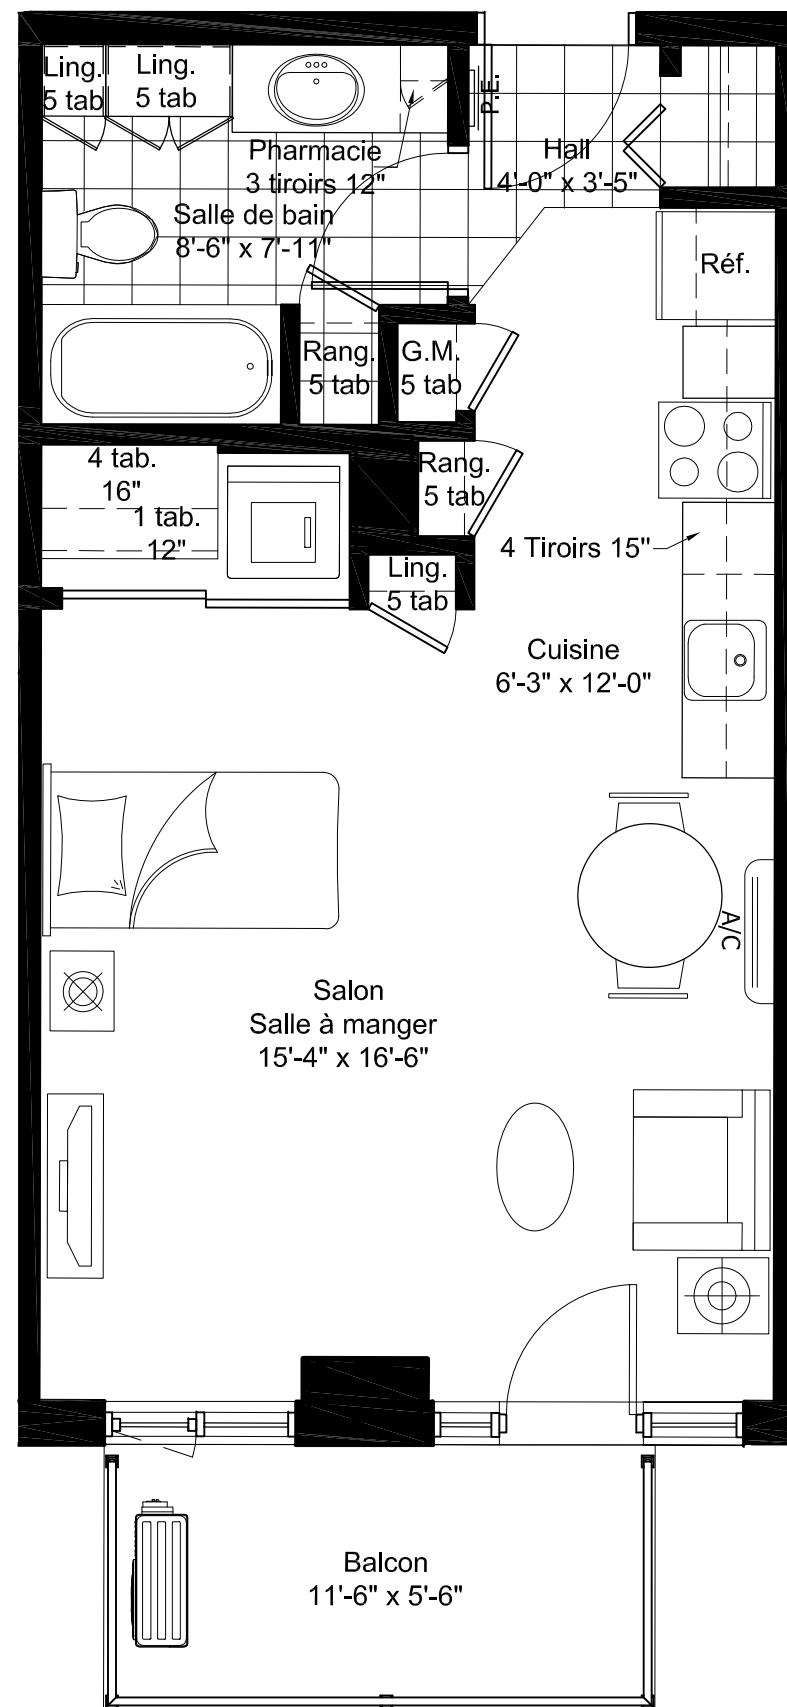 Ling.
5 tab
Ling.
5 tab
P.E.
Pharmacie
3 tiroirs 12"
Hall
4'-0" x 3'-5"
Salle de bain
8'-6" x 7'-11"
Réf.
Rang.
5 tab
G.M.
5 tab
4 tab.
16"
1 tab.
12"
Rang.
5 tab
4 Tiroirs 15"
Ling.
5 tab
Cuisine
6'-3" x 12'-0"
A/C
Salon
Salle à manger
15'-4" x 16'-6"
Balcon
11'-6" x 5'-6"